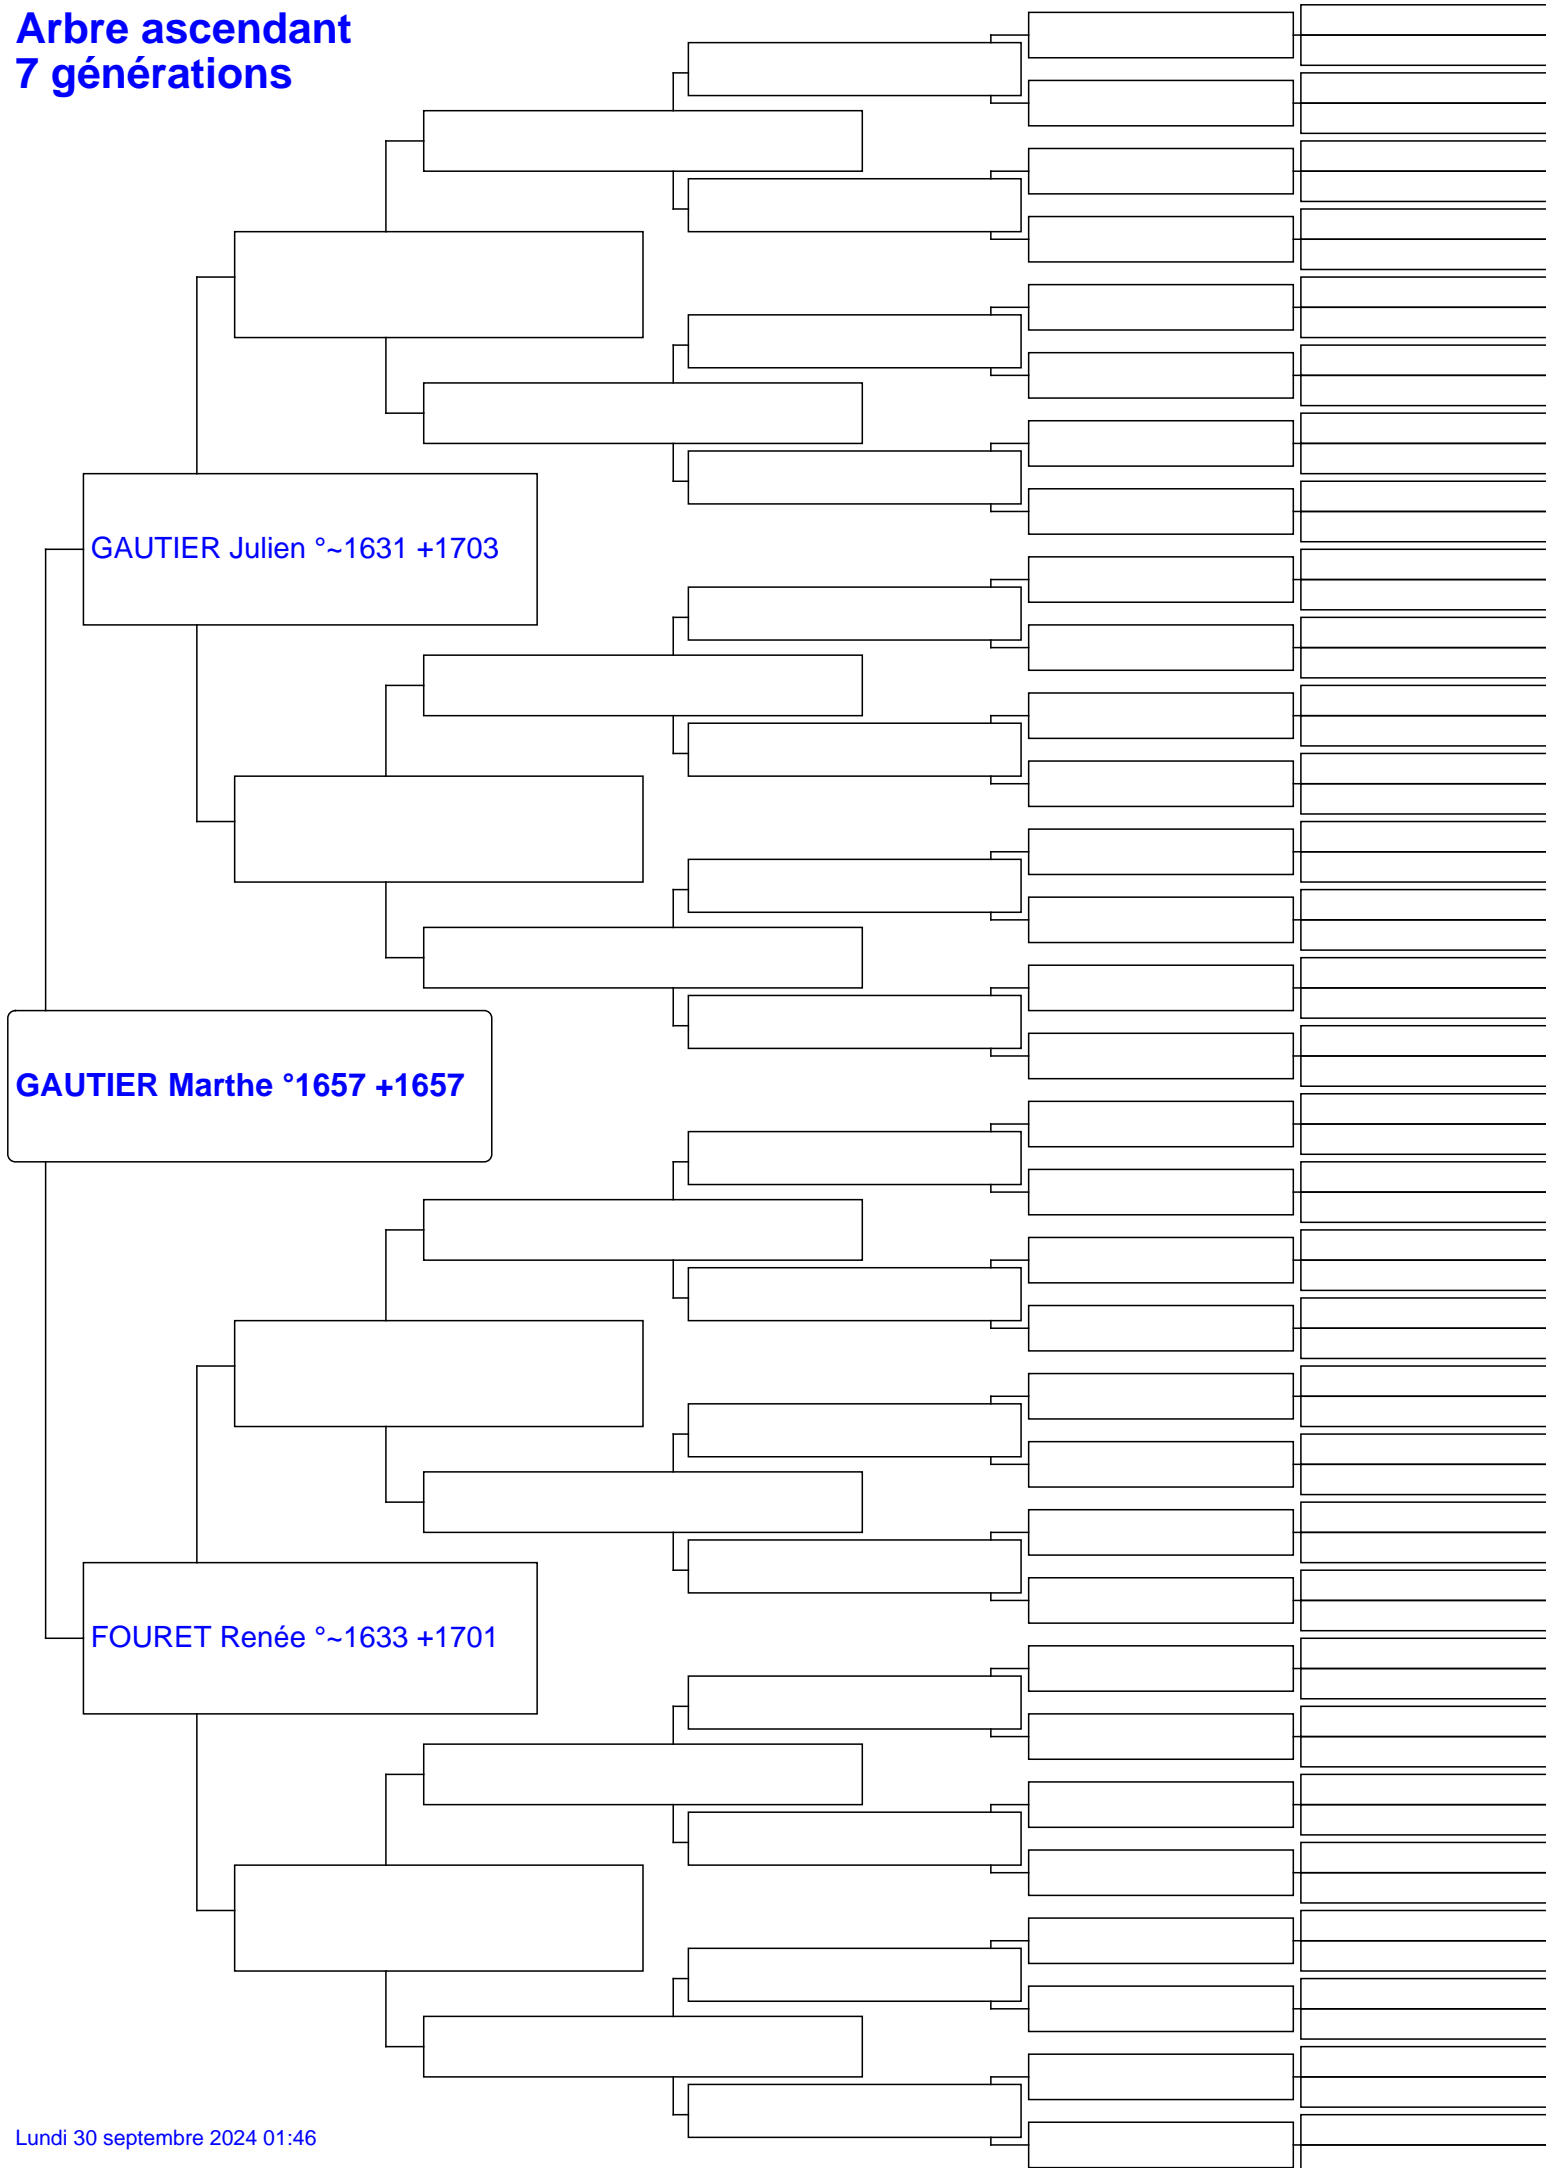 Arbre ascendant
7 générations
GAUTIER Julien °~1631 +1703
GAUTIER Marthe °1657 +1657
FOURET Renée °~1633 +1701
Lundi 30 septembre 2024 01:46